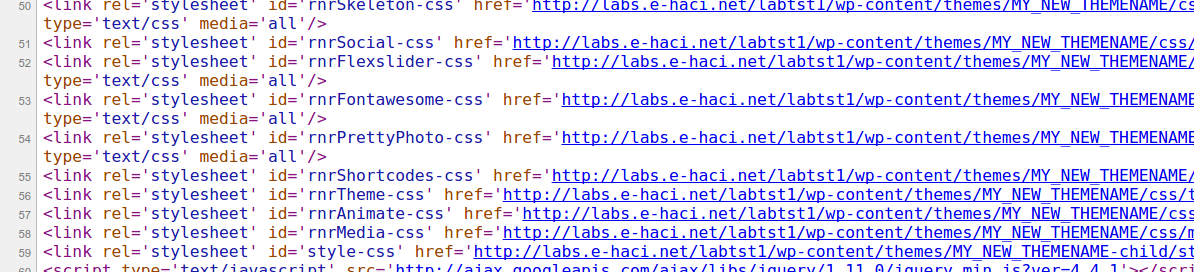 50 <link rel='stylesheet' id='rnrSkeleton-css' href='http://labs.e-haci.net/labtst1/wp-content/themes/MY_NEW_THEMENAME/cs
type='text/css' media='all'/>
51 <link rel='stylesheet' id='rnrSocial-css' href='http://labs.e-haci.net/labtst1/wp-content/themes/MY_NEW_THEMENAME/css/
52 <link rel='stylesheet' id='rnrFlexslider-css' href='http://labs.e-haci.net/labtst1/wp-content/themes/MY_NEW_THEMENAME/
type='text/css' media='all'/>
53 <link rel='stylesheet' id='rnrFontawesome-css' href='http://labs.e-haci.net/labtst1/wp-content/themes/MY_NEW_THEMENAME
type='text/css' media='all'/>
54 <link rel='stylesheet' id='rnrPrettyPhoto-css' href='http://labs.e-haci.net/labtst1/wp-content/themes/MY_NEW_THEMENAME
type='text/css' media='all'/>
55 <link rel='stylesheet' id='rnrShortcodes-css' href='http://labs.e-haci.net/labtst1/wp-content/themes/MY_NEW_THEMENAME/
56 <link rel='stylesheet' id='rnrTheme-css' href='http://labs.e-haci.net/labtst1/wp-content/themes/MY_NEW_THEMENAME/css/t
57 <link rel='stylesheet' id='rnrAnimate-css' href='http://labs.e-haci.net/labtst1/wp-content/themes/MY_NEW_THEMENAME/css
58 <link rel='stylesheet' id='rnrMedia-css' href='http://labs.e-haci.net/labtst1/wp-content/themes/MY_NEW_THEMENAME/css/m
59 <link rel='stylesheet' id='style-css' href='http://labs.e-haci.net/labtst1/wp-content/themes/MY_NEW_THEMENAME-child/st
60 <script type='text/javascript' src='http://ajax.googleapis.com/ajax/libs/jquery/1.11.0/jquery.min.js?ver=4.4.1'></scri